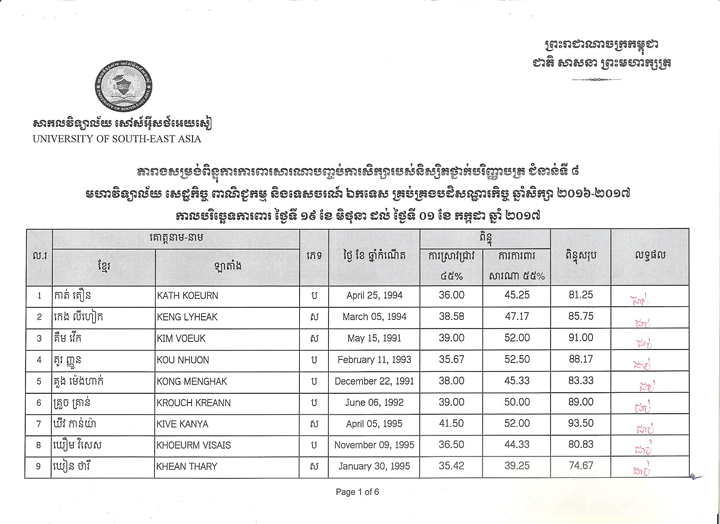 ព្រះរាជាណាចក្រកម្ពុជា
ជាតិ សាសនា ព្រះមហាក្សត្រ
សាកលវិទ្យាល័យ សៅស៍អ៊ីសថ៍អេយសៀ
UNIVERSITY OF SOUTH-EAST ASIA
តារាងសម្រង់ពិន្ទុការការពារសារណាបញ្ចប់ការសិក្សារបស់និស្សិតថ្នាក់បរិញ្ញាបត្រ ជំនាន់ទី ៨
មហាវិទ្យាល័យ សេដ្ឋកិច្ច ពាណិជ្ជកម្ម និងទេសចរណ៍ ឯកទេស គ្រប់គ្រងបដិសណ្ឋារកិច្ច ឆ្នាំសិក្សា ២០១៦-២០១៧
កាលបរិច្ឆេទការពារ ថ្ងៃទី ១៩ ខែ មិថុនា ដល់ ថ្ងៃទី ០១ ខែ កក្កដា ឆ្នាំ ២០១៧
ល.រ គោត្តនាម-នាម ភេទ ថ្ងៃ ខែ ឆ្នាំកំណើត ពិន្ទុ ពិន្ទុសរុប លទ្ធផល
ខ្មែរ ឡាតាំង ការស្រាវជ្រាវ ៤៥% ការការពារ សារណា ៥៥%
1 កាត់ គឿន KATH KOEURN ប April 25, 1994 36.00 45.25 81.25 ជាប់
2 កេង លីហៀក KENG LYHEAK ស March 05, 1994 38.58 47.17 85.75 ជាប់
3 គឹម វើក KIM VOEUK ស May 15, 1991 39.00 52.00 91.00 ជាប់
4 គូរ ញួន KOU NHUON ប February 11, 1993 35.67 52.50 88.17 ជាប់
5 គួង ម៉េងហាក់ KONG MENGHAK ប December 22, 1991 38.00 45.33 83.33 ជាប់
6 គ្រួច គ្រាន់ KROUCH KREANN ប June 06, 1992 39.00 50.00 89.00 ជាប់
7 ឃីវ កាន់យ៉ា KIVE KANYA ស April 05, 1995 41.50 52.00 93.50 ជាប់
8 ឃឿម វិសេស KHOEURM VISAIS ប November 09, 1995 36.50 44.33 80.83 ជាប់
9 ឃៀន ថារី KHEAN THARY ស January 30, 1995 35.42 39.25 74.67 ជាប់
Page 1 of 6